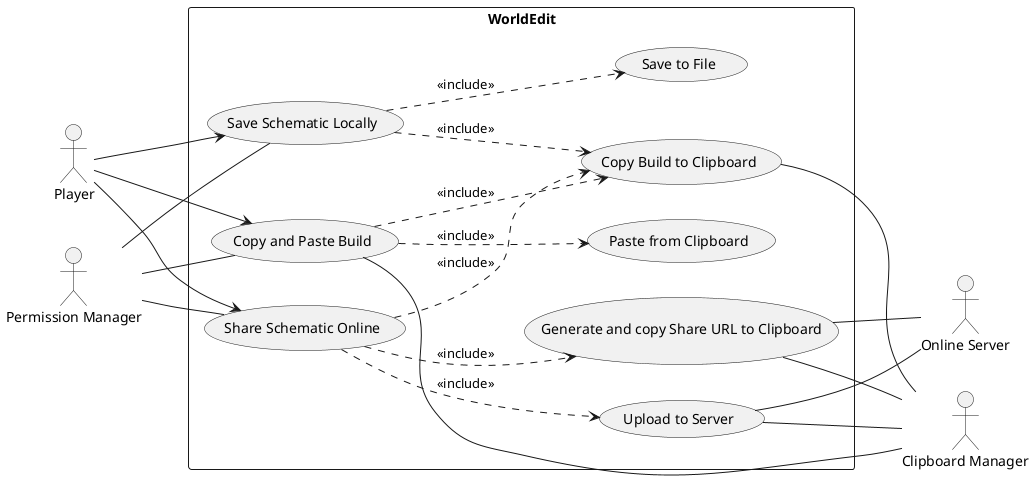 WorldEdit
Save to File
«include»
Save Schematic Locally
«include»
Player
Copy Build to Clipboard
«include»
Copy and Paste Build
«include»
Paste from Clipboard
«include»
Permission Manager
Share Schematic Online
Generate and copy Share URL to Clipboard
Online Server
«include»
«include»
Upload to Server
Clipboard Manager